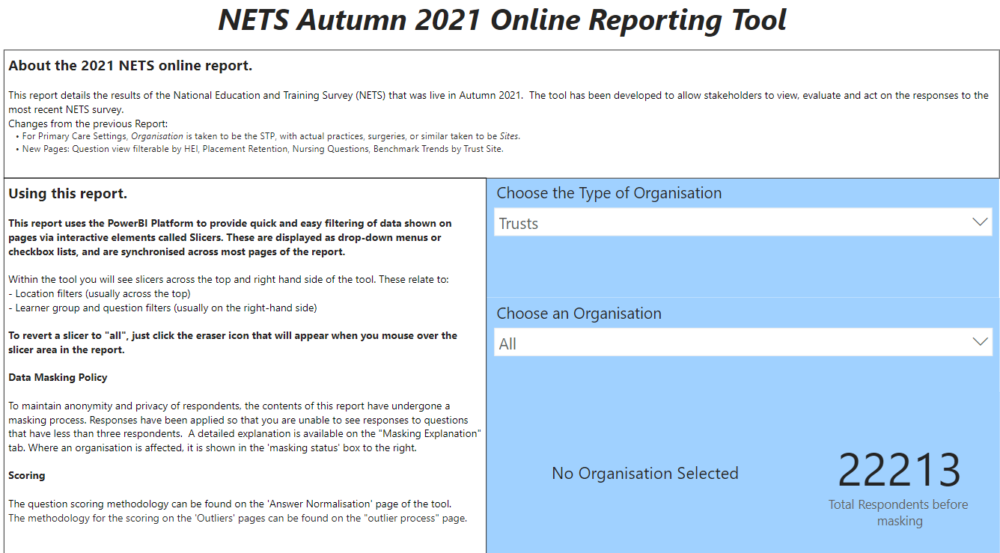 NETS Autumn 2021 Online Reporting Tool
About the 2021 NETS online report.
This report details the results of the National Education and Training Survey (NETS) that was live in Autumn 2021.  The tool has been developed to allow stakeholders to view, evaluate and act on the responses to the
most recent NETS survey.
Changes from the previous Report:
• For Primary Care Settings, Organisation is taken to be the STP, with actual practices, surgeries, or similar taken to be Sites.
• New Pages: Question view filterable by HEI, Placement Retention, Nursing Questions, Benchmark Trends by Trust Site.
Using this report.
This report uses the PowerBI Platform to provide quick and easy filtering of data shown on
pages via interactive elements called Slicers. These are displayed as drop-down menus or
checkbox lists, and are synchronised across most pages of the report.
Within the tool you will see slicers across the top and right hand side of the tool. These relate to:
- Location filters (usually across the top)
- Learner group and question filters (usually on the right-hand side)
To revert a slicer to "all", just click the eraser icon that will appear when you mouse over the
slicer area in the report.
Data Masking Policy
To maintain anonymity and privacy of respondents, the contents of this report have undergone a
masking process. Responses have been applied so that you are unable to see responses to questions
that have less than three respondents.  A detailed explanation is available on the "Masking Explanation"
tab. Where an organisation is affected, it is shown in the 'masking status' box to the right.
Scoring
The question scoring methodology can be found on the 'Answer Normalisation' page of the tool.
The methodology for the scoring on the 'Outliers' pages can be found on the "outlier process" page.
Choose the Type of Organisation
Trusts
Choose an Organisation
All
No Organisation Selected
22213
Total Respondents before
masking